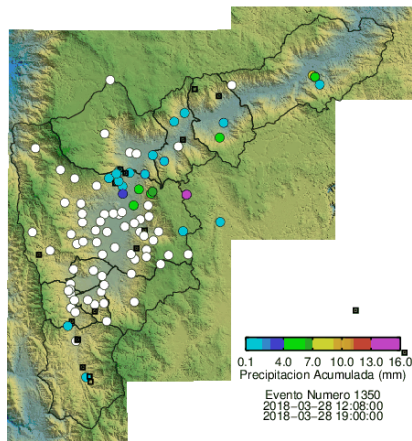 0.1 4.0 7.0 10.0 13.0 16.0
Precipitacion Acumulada (mm)
Evento Numero 1350
2018-03-28 12:08:00
2018-03-28 19:00:00